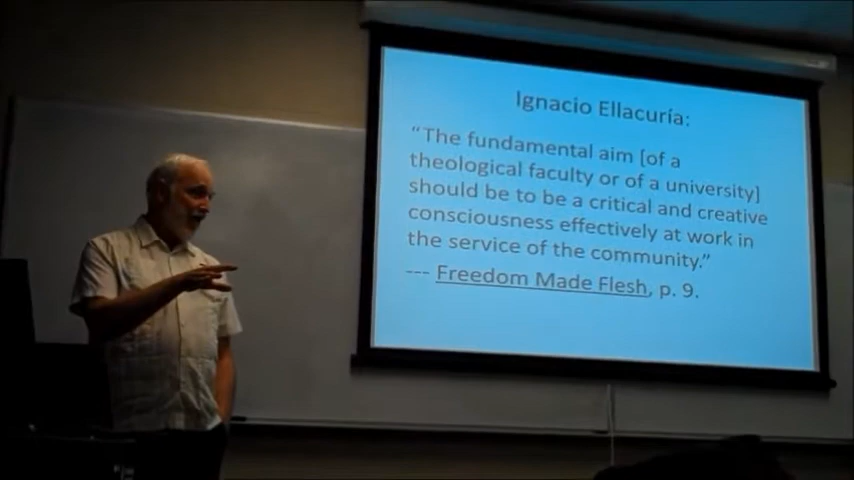 Ignacio Ellacuría:
“The fundamental aim [of a
theological faculty or of a university]
should be to be a critical and creative
consciousness effectively at work in
the service of the community.”
--- Freedom Made Flesh, p. 9.